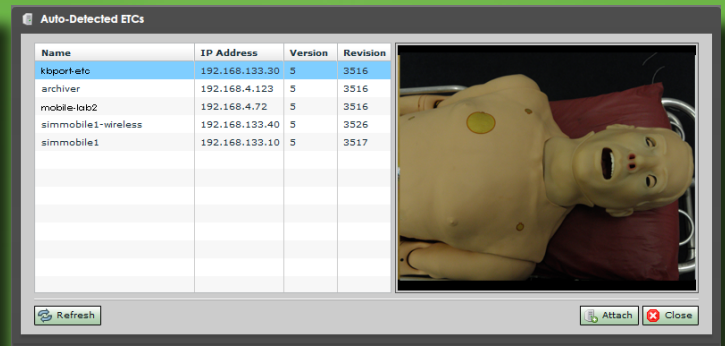 Auto-Detected ETCs
Name IP Address Version Revision
kbport-etc 192.168.133.30 5 3516
archiver 192.168.4.123 5 3516
mobile-lab2 192.168.4.72 5 3516
simmobile1-wireless 192.168.133.40 5 3526
simmobile1 192.168.133.10 5 3517
Refresh Attach Close